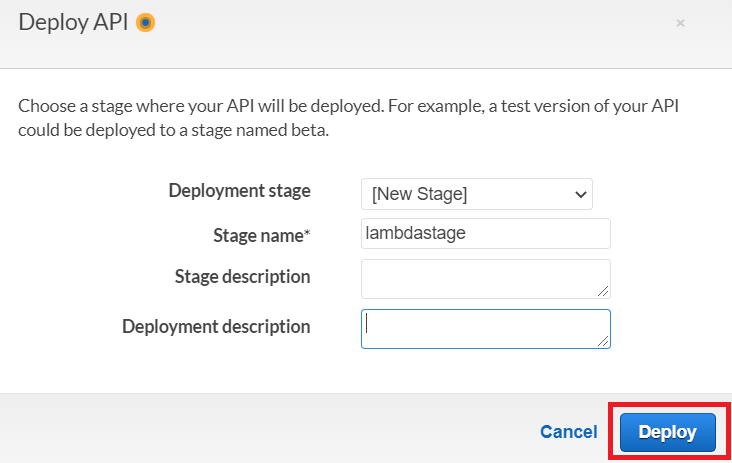 Deploy API
×
Choose a stage where your API will be deployed. For example, a test version of your API
could be deployed to a stage named beta.
Deployment stage [New Stage]
Stage name* lambdastage
Stage description
Deployment description
Cancel Deploy